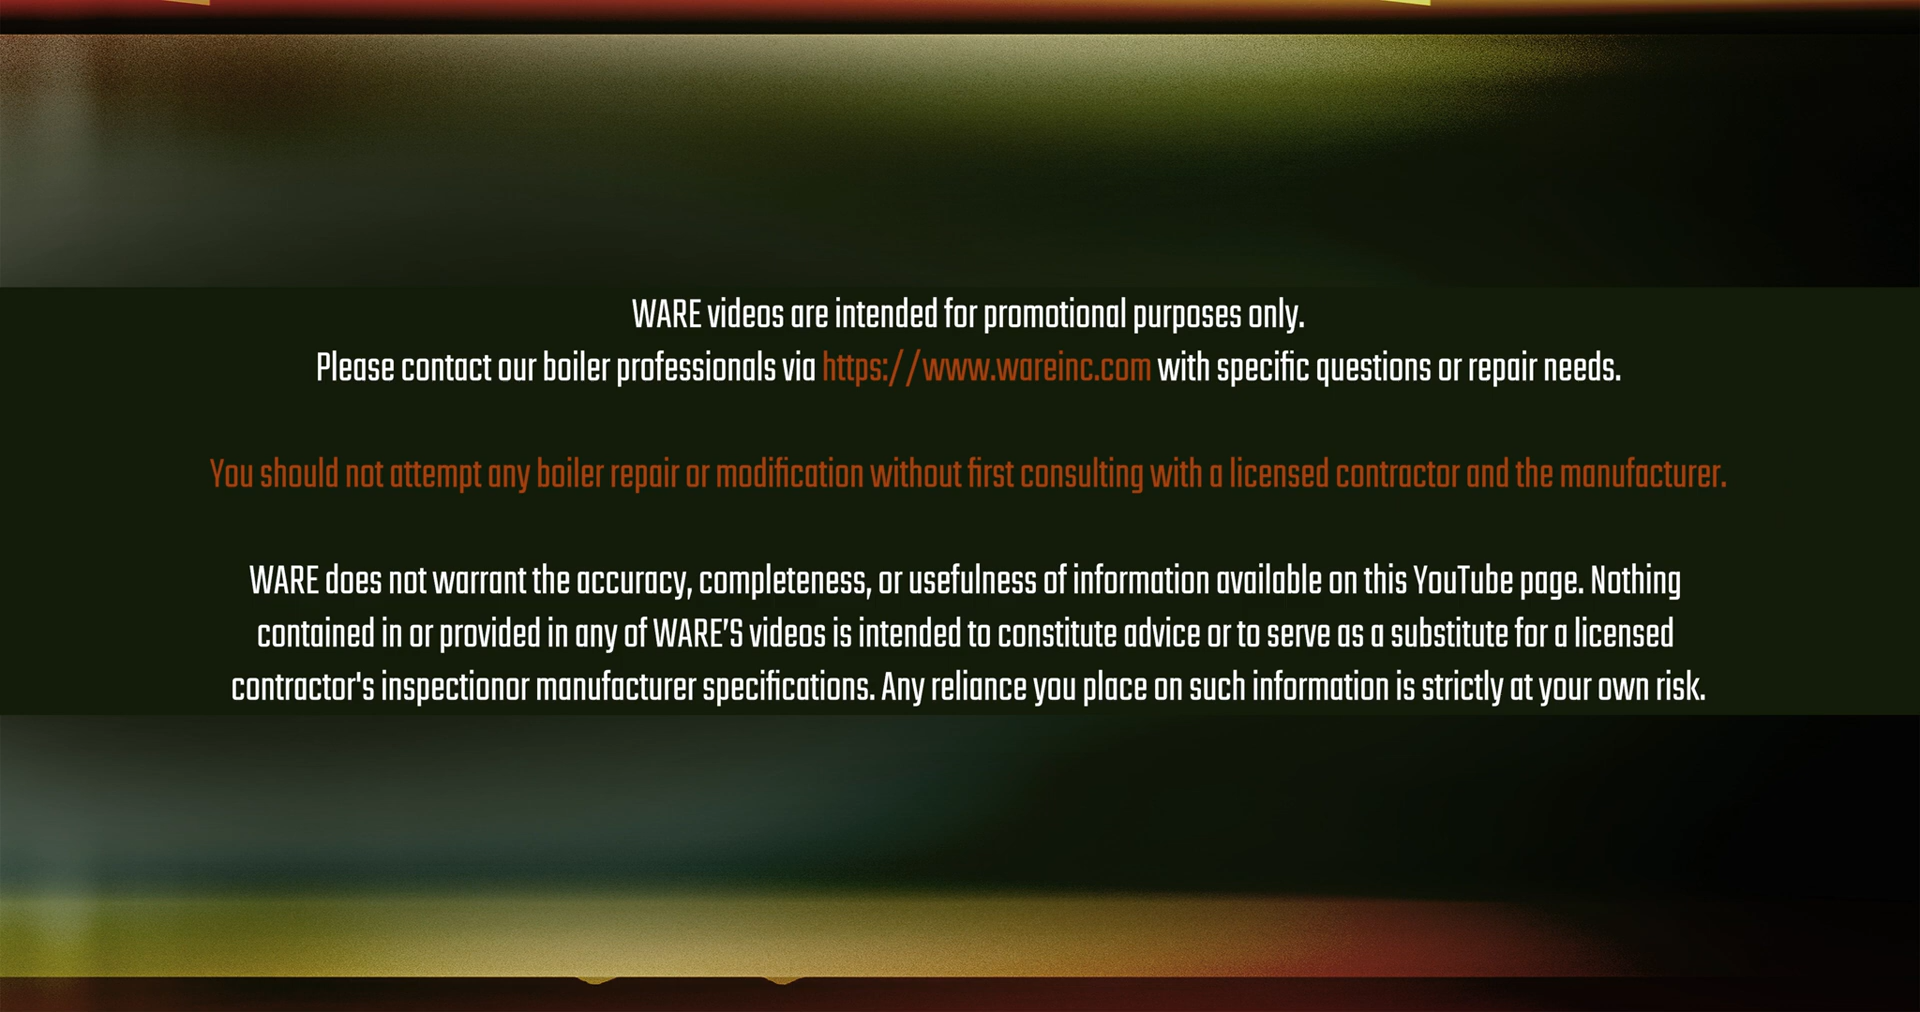 WARE videos are intended for promotional purposes only.
Please contact our boiler professionals via https://www.wareinc.com with specific questions or repair needs.
You should not attempt any boiler repair or modification without first consulting with a licensed contractor and the manufacturer.
WARE does not warrant the accuracy, completeness, or usefulness of information available on this YouTube page. Nothing
contained in or provided in any of WARE'S videos is intended to constitute advice or to serve as a substitute for a licensed
contractor's inspectionor manufacturer specifications. Any reliance you place on such information is strictly at your own risk.